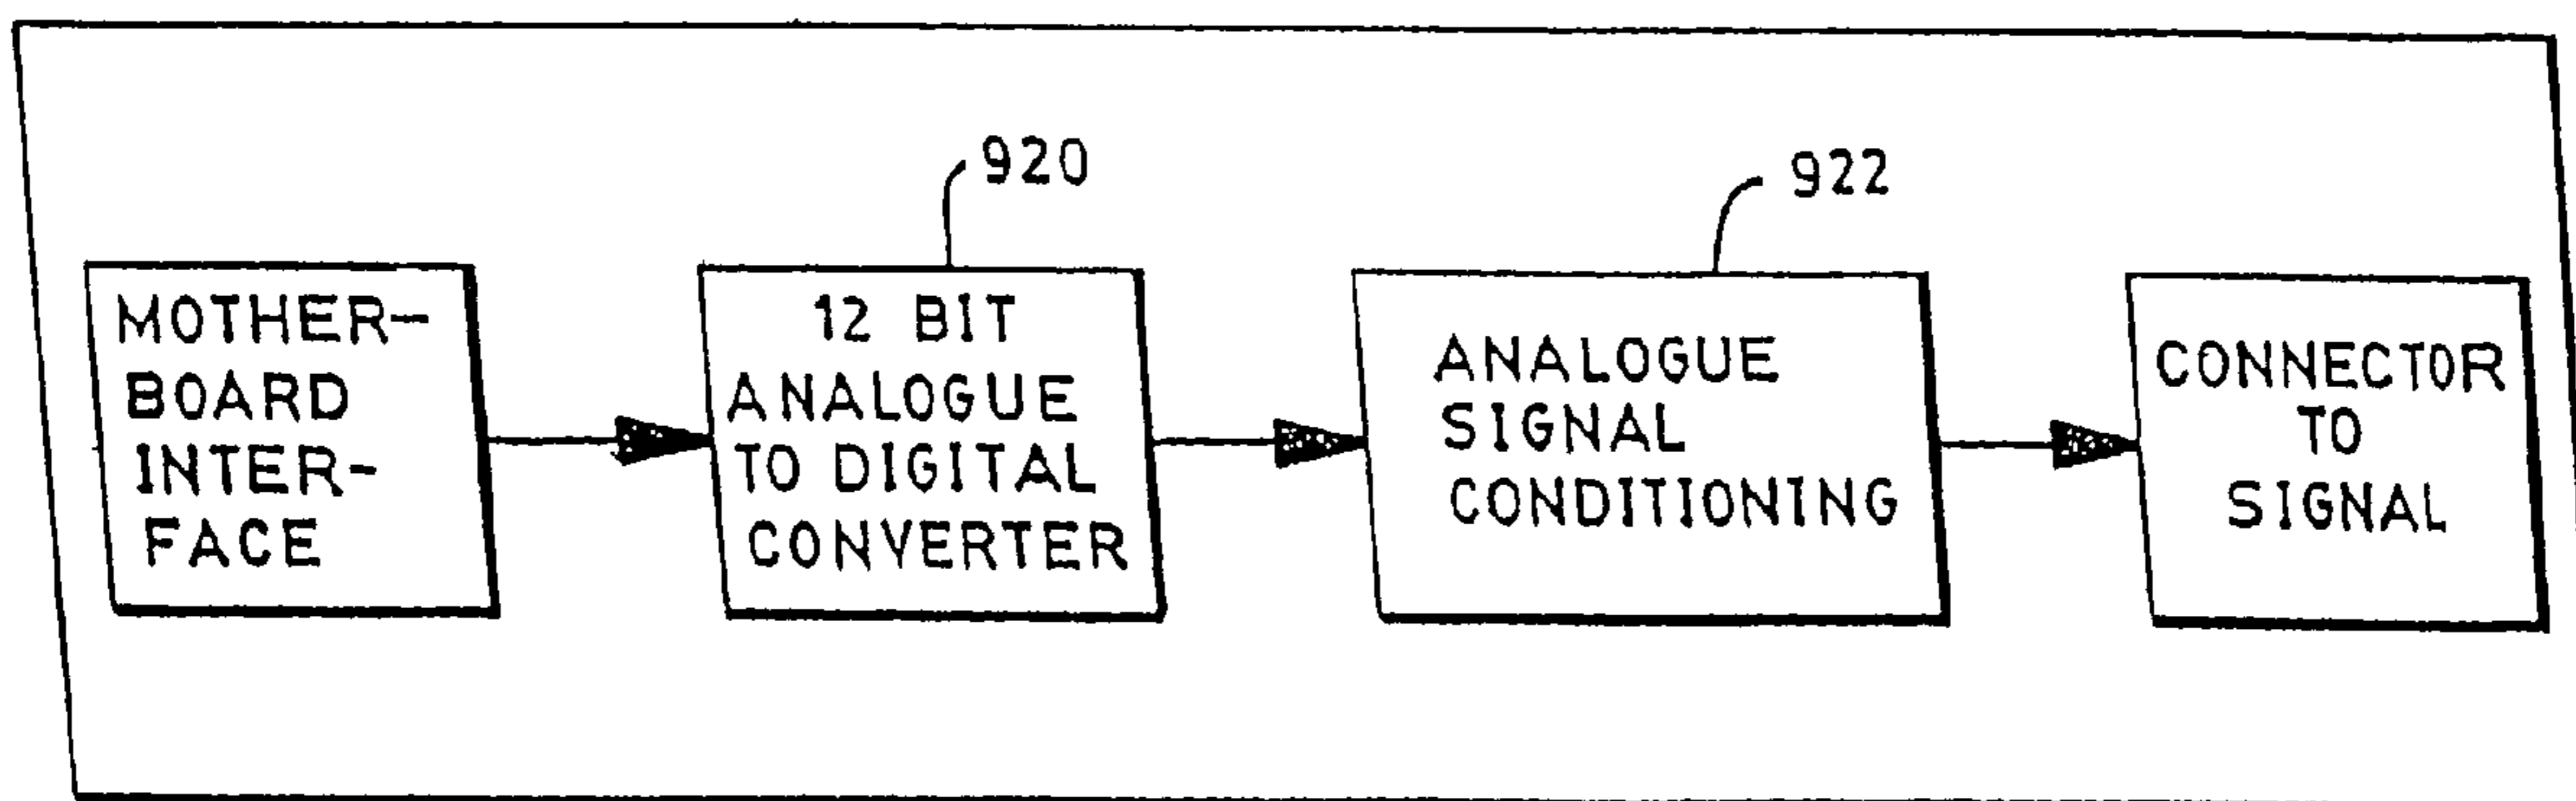 920
922
MOTHER-
BOARD
INTER-
FACE
12 BIT
ANALOGUE
TO DIGITAL
CONVERTER
ANALOGUE
SIGNAL
CONDITIONING
CONNECTOR
TO
SIGNAL